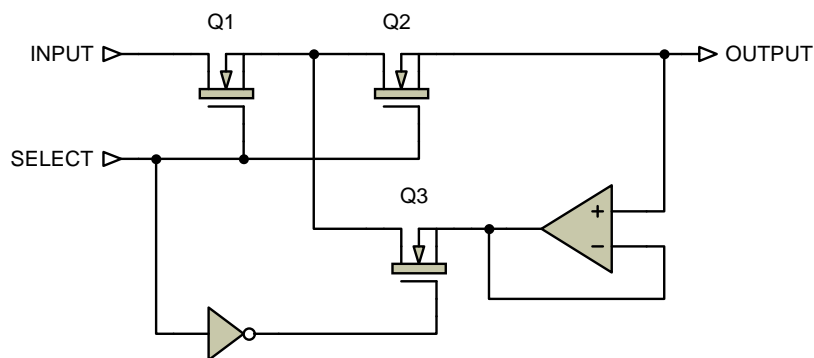 Q1
Q2
INPUT
OUTPUT
SELECT
Q3
+
−